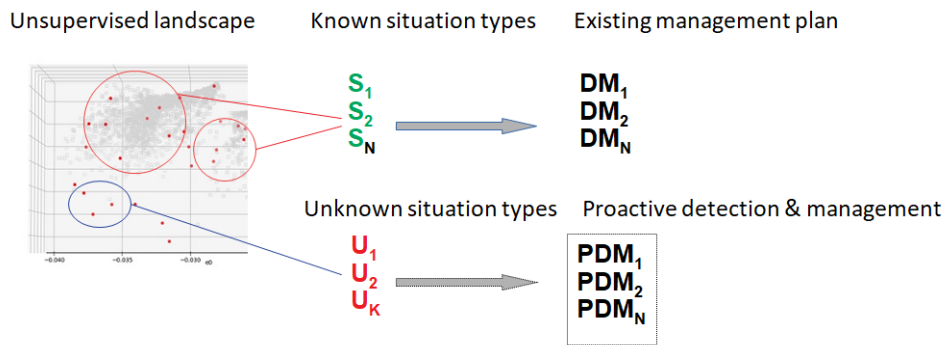 Unsupervised landscape
Known situation types
Existing management plan
S1
S2
SN
DM1
DM2
DMN
Unknown situation types
Proactive detection & management
U1
U2
UK
PDM1
PDM2
PDMN
−0.040
−0.035
−0.030
e0